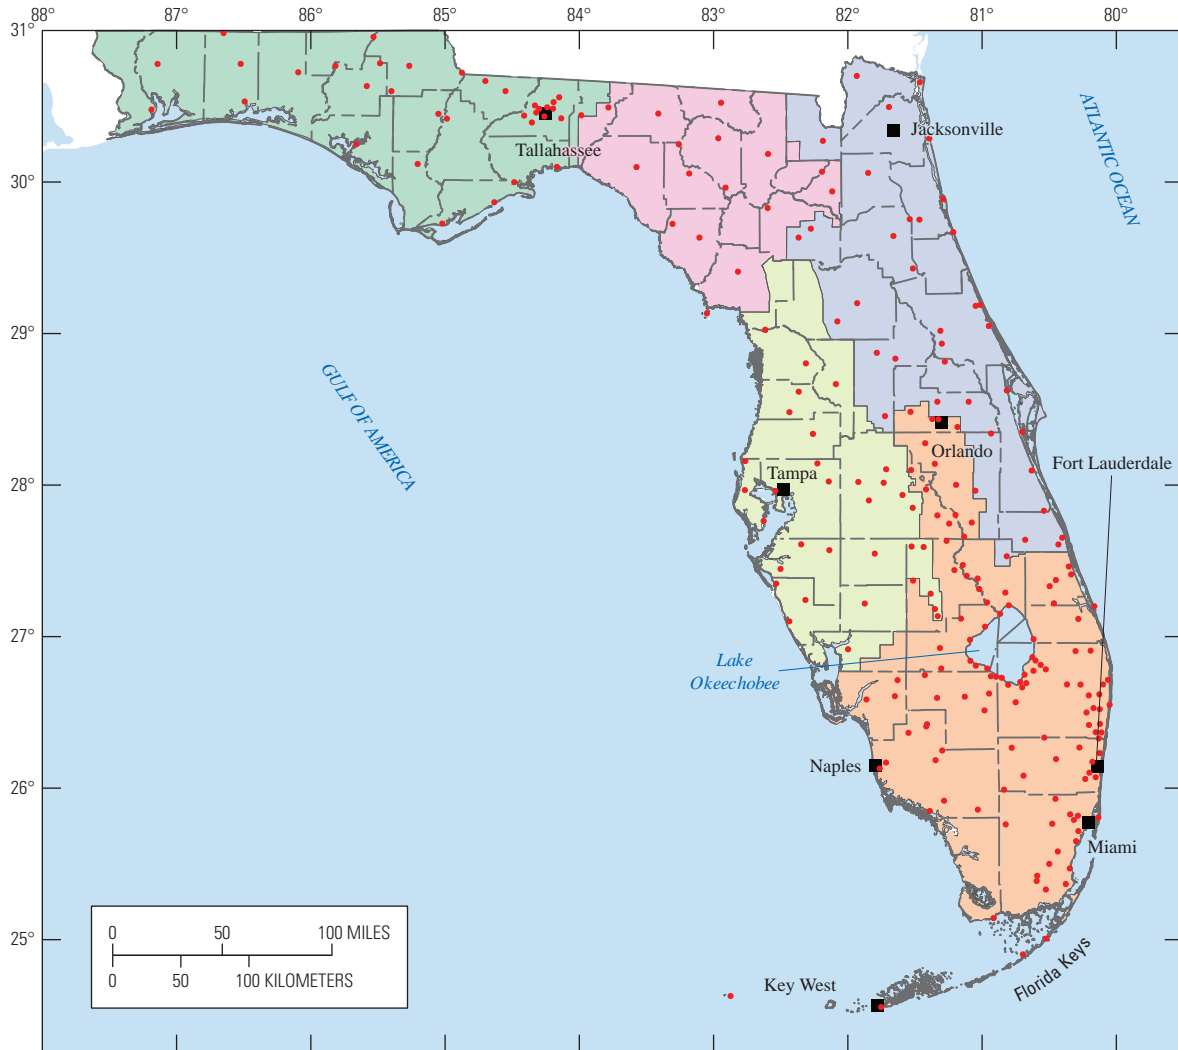 88° 87° 86° 85° 84° 83° 82° 81° 80°
31°
ATLANTIC OCEAN
Jacksonville
Tallahassee
30°
29°
GULF OF AMERICA
Orlando
Fort Lauderdale
Tampa
28°
27°
Lake
Okeechobee
Naples
26°
Miami
0 50 100 MILES
0 50 100 KILOMETERS
25°
Florida Keys
Key West